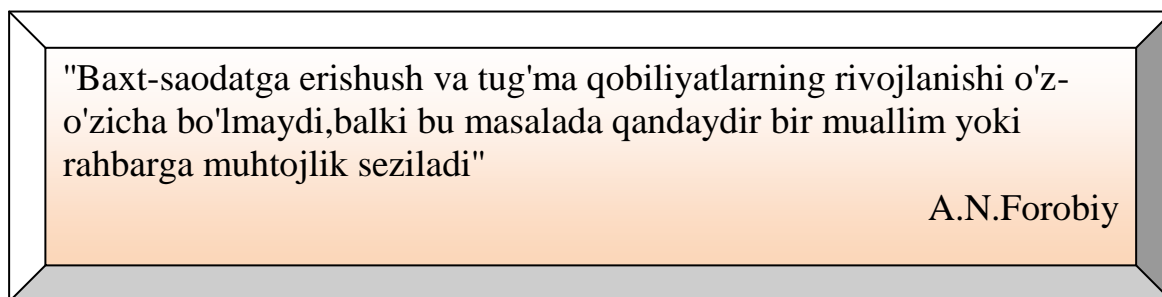 "Baxt-saodatga erishush va tug'ma qobiliyatlarning rivojlanishi o'z-
o'zicha bo'lmaydi,balki bu masalada qandaydir bir muallim yoki
rahbarga muhtojlik seziladi"
A.N.Forobiy